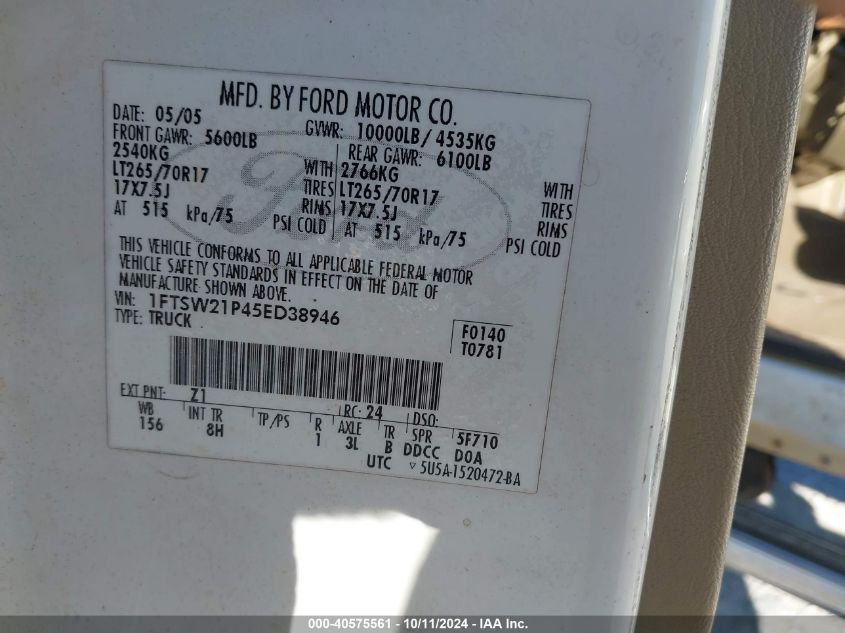 MFD. BY FORD MOTOR CO.
DATE: 05/05 GVWR: 10000LB/ 4535KG
FRONT GAWR: 5600LB REAR GAWR: 6100LB
2540KG WITH 2766KG WITH
LT265/70R17 TIRES LT265/70R17 TIRES
17X7.5J RIMS 17X7.5J RIMS
AT 515 kPa/75 PSI COLD AT 515 kPa/75 PSI COLD
THIS VEHICLE CONFORMS TO ALL APPLICABLE FEDERAL MOTOR
VEHICLE SAFETY STANDARDS IN EFFECT ON THE DATE OF
MANUFACTURE SHOWN ABOVE.
VIN: 1FTSW21P45ED38946
TYPE: TRUCK
F0140
T0781
EXT PNT: Z1 RC: 24 DSO:
WB INT TR TP/PS R AXLE TR SPR 5F710
156 8H 1 3L B DDCC D0A
UTC ▽5U5A-1520472-BA
Ford
000-40575561 - 10/11/2024 - IAA Inc.